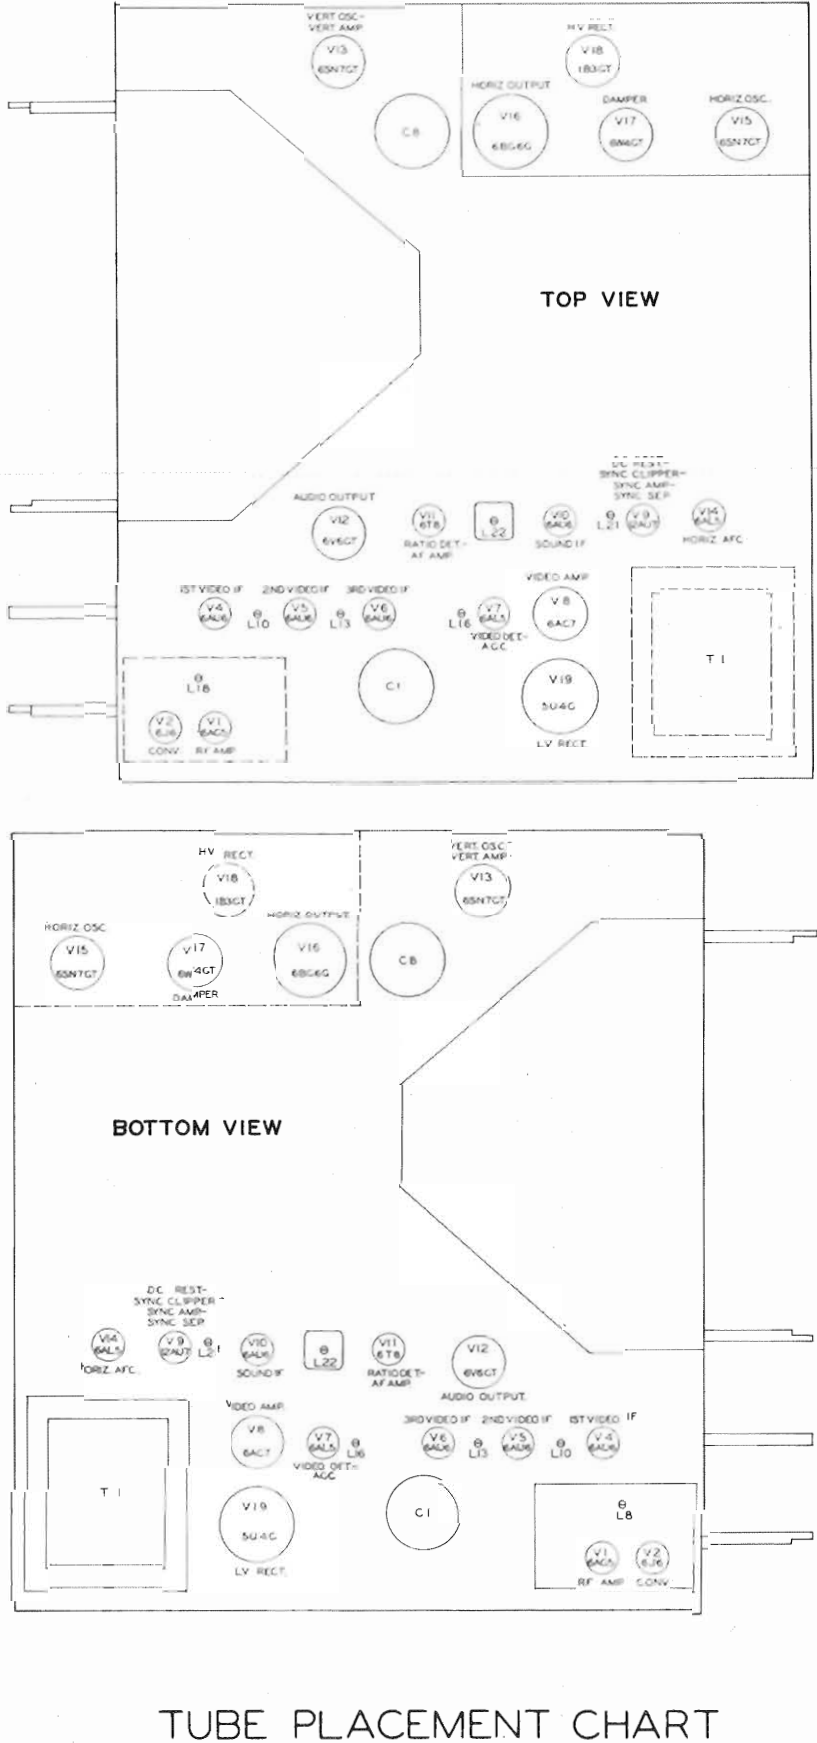 VERT OSC-
VERT AMP.
V13
6SN7GT
HV RECT.
V18
1B3GT
HORIZ OUTPUT
V16
6BG6G
DAMPER
V17
6W4GT
HORIZ. OSC.
V15
6SN7GT
C8
TOP VIEW
DC REST-
SYNC CLIPPER-
SYNC AMP-
SYNC SEP.
AUDIO OUTPUT
V12
6V6GT
V11
6T8
RATIO DET-
AF AMP.
θ
L22
V10
6AU6
SOUND IF
θ
L21
V9
12AU7
V14
6AL5
HORIZ. AFC
1ST VIDEO IF
V4
6AU6
θ
L10
2ND VIDEO IF
V5
6AU6
θ
L13
3RD VIDEO IF
V6
6AU6
θ
L16
V7
6AL5
VIDEO DET-
AGC
VIDEO AMP
V8
6AC7
T1
θ
L18
V2
6J6
CONV.
V1
6AG5
RF AMP
C1
V19
5U4G
L.V RECT.
HV RECT.
V18
1B3GT
VERT. OSC-
VERT AMP.
V13
6SN7GT
HORIZ. OSC
V15
6SN7GT
V17
6W4GT
DAMPER
HORIZ OUTPUT
V16
6BG6G
C8
BOTTOM VIEW
DC REST-
SYNC CLIPPER-
SYNC AMP-
SYNC SEP.
V14
6AL5
HORIZ. AFC.
V9
12AU7
θ
L21
V10
6AU6
SOUND IF
θ
L22
V11
6T8
RATIO DET-
AF AMP.
V12
6V6GT
AUDIO OUTPUT.
VIDEO AMP.
V8
6AC7
V7
6AL5
VIDEO DET-
AGC
θ
L16
3RD VIDEO IF
V6
6AU6
θ
L13
2ND VIDEO IF
V5
6AU6
θ
L10
1ST VIDEO IF
V4
6AU6
T1
V19
5U4G
L.V RECT.
C1
θ
L8
V1
6AG5
R.F AMP
V2
6J6
CONV.
TUBE PLACEMENT CHART